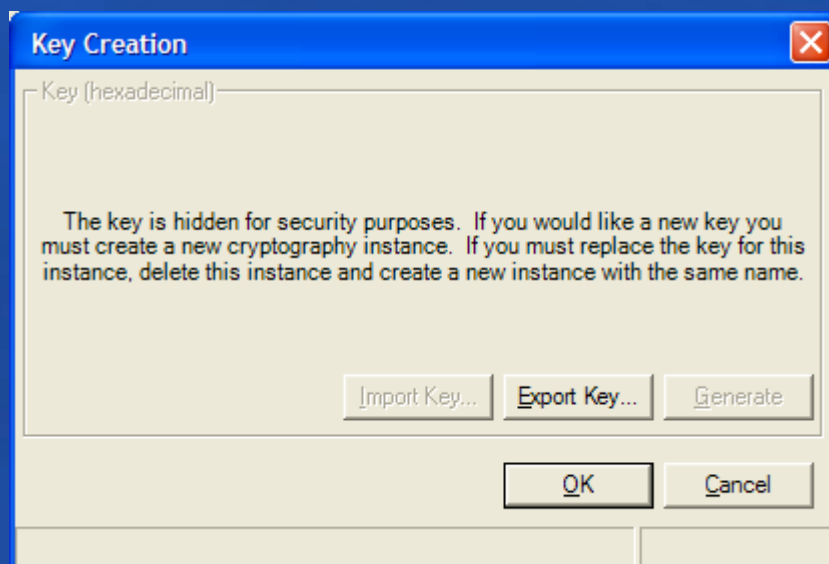 Key Creation
Key (hexadecimal)
The key is hidden for security purposes.  If you would like a new key you
must create a new cryptography instance.  If you must replace the key for this
instance, delete this instance and create a new instance with the same name.
Import Key... Export Key... Generate
OK Cancel